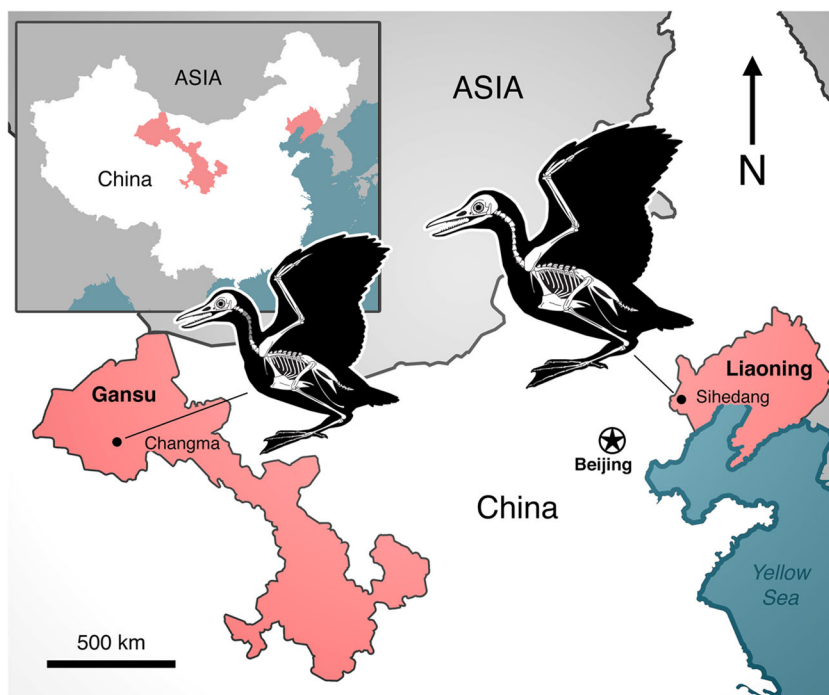 ASIA
China
ASIA
N
Gansu
Changma
Liaoning
Sihedang
Beijing
China
Yellow
Sea
500 km